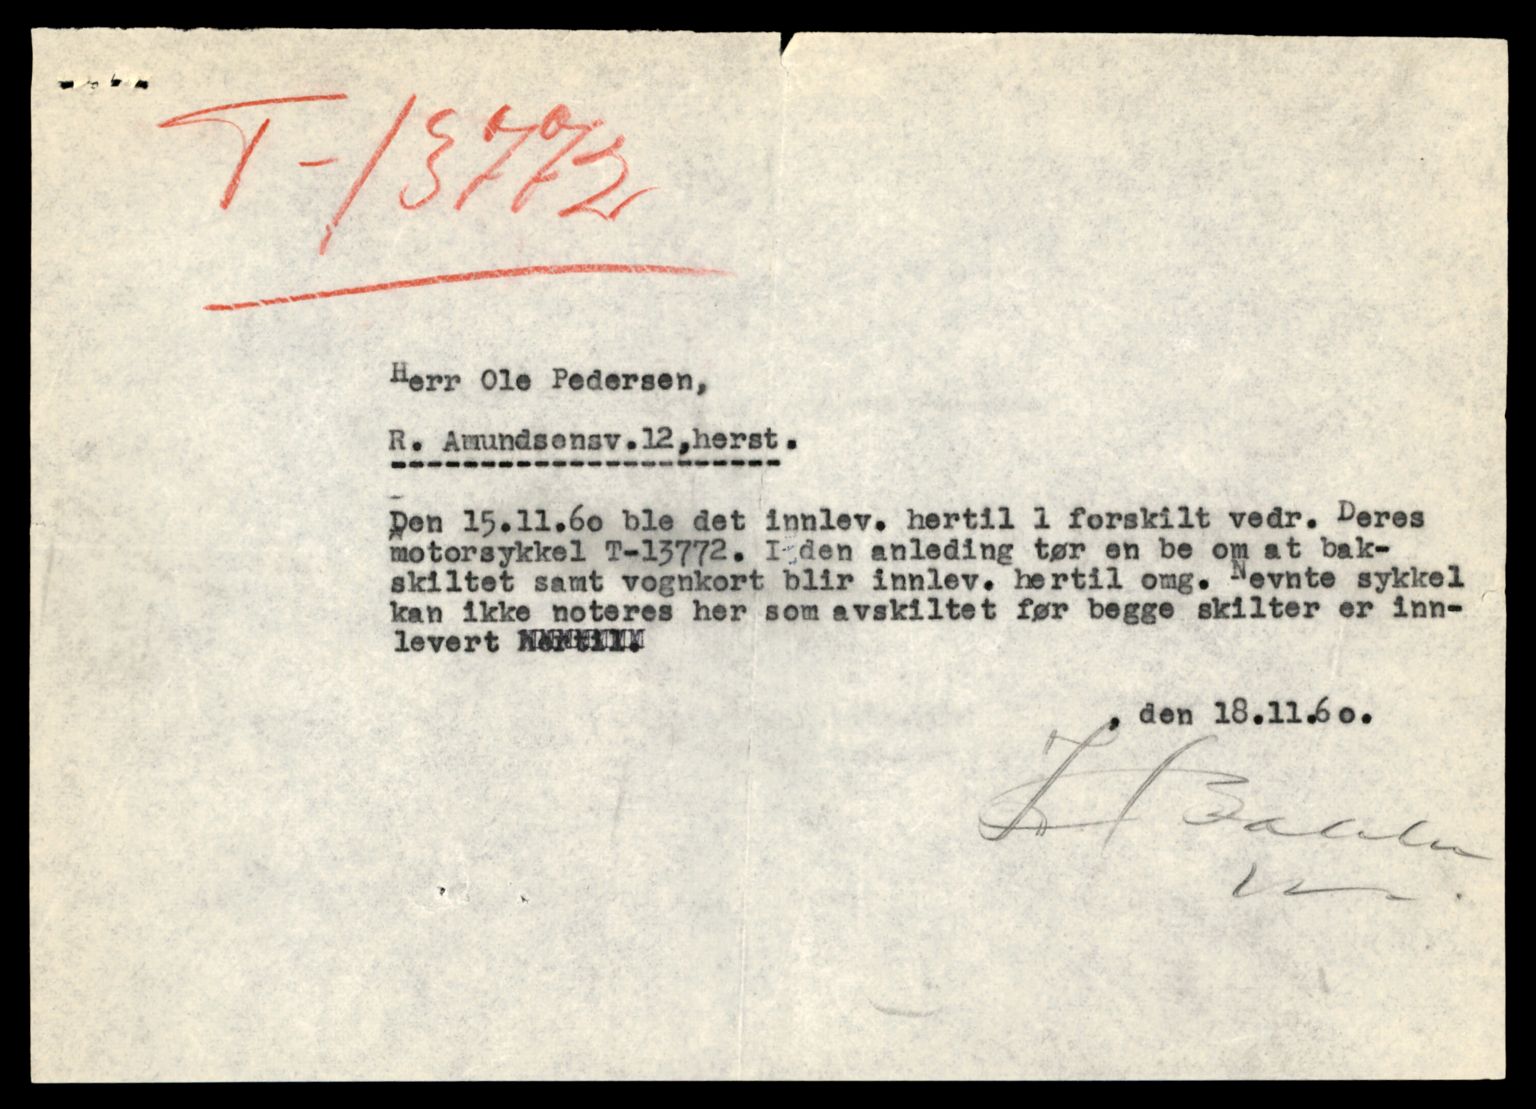 T-13772
Herr Ole Pedersen,
R. Amundsensv.12,herst.
Den 15.11.60 ble det innlev. hertil 1 forskilt vedr. Deres
motorsykkel T-13772. I den anleding tør en be om at bak-
skiltet samt vognkort blir innlev. hertil omg. Nevnte sykkel
kan ikke noteres her som avskiltet før begge skilter er inn-
levert hertil.
, den 18.11.60.